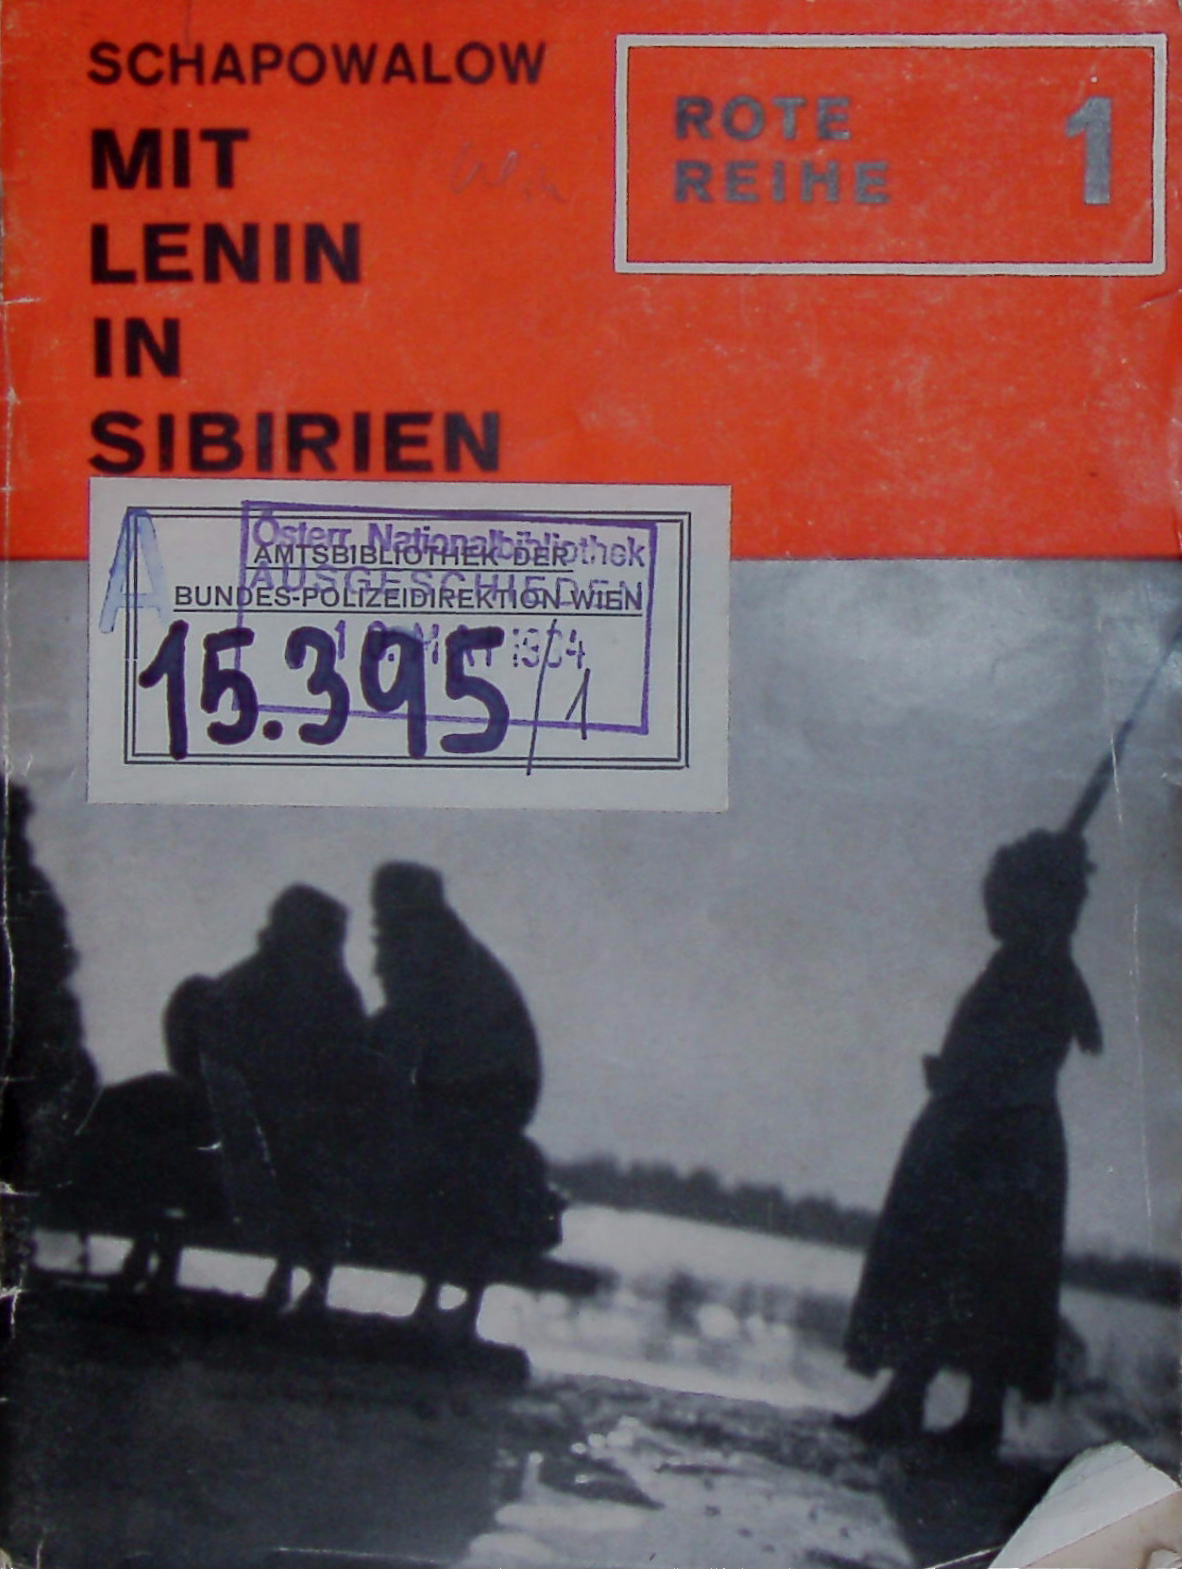 SCHAPOWALOW
MIT
LENIN
IN
SIBIRIEN
ROTE
REIHE
1
A
Österr. Nationalbibliothek
AMTSBIBLIOTHEK DER
AUSGESCHIEDEN
BUNDES-POLIZEIDIREKTION WIEN
15.395/1